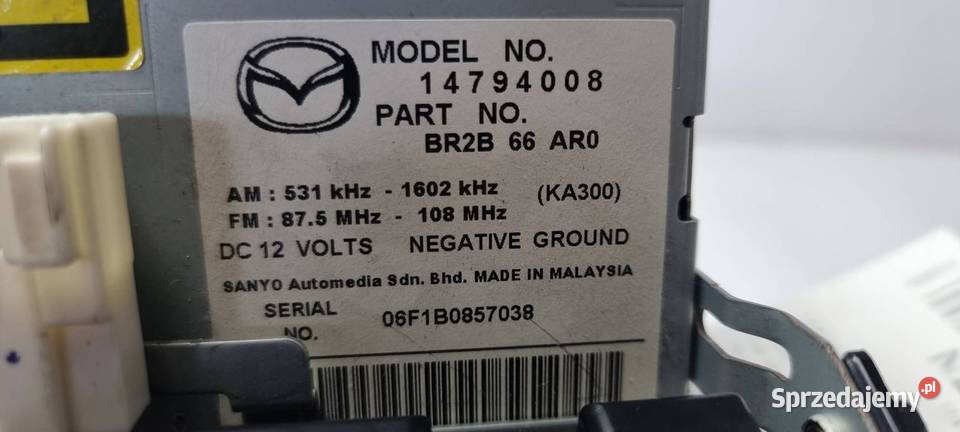 MODEL NO.
14794008
PART NO.
BR2B 66 AR0
AM : 531 kHz - 1602 kHz (KA300)
FM : 87.5 MHz - 108 MHz
DC 12 VOLTS NEGATIVE GROUND
SANYO Automedia Sdn. Bhd. MADE IN MALAYSIA
SERIAL NO. 06F1B0857038
Sprzedajemy.pl